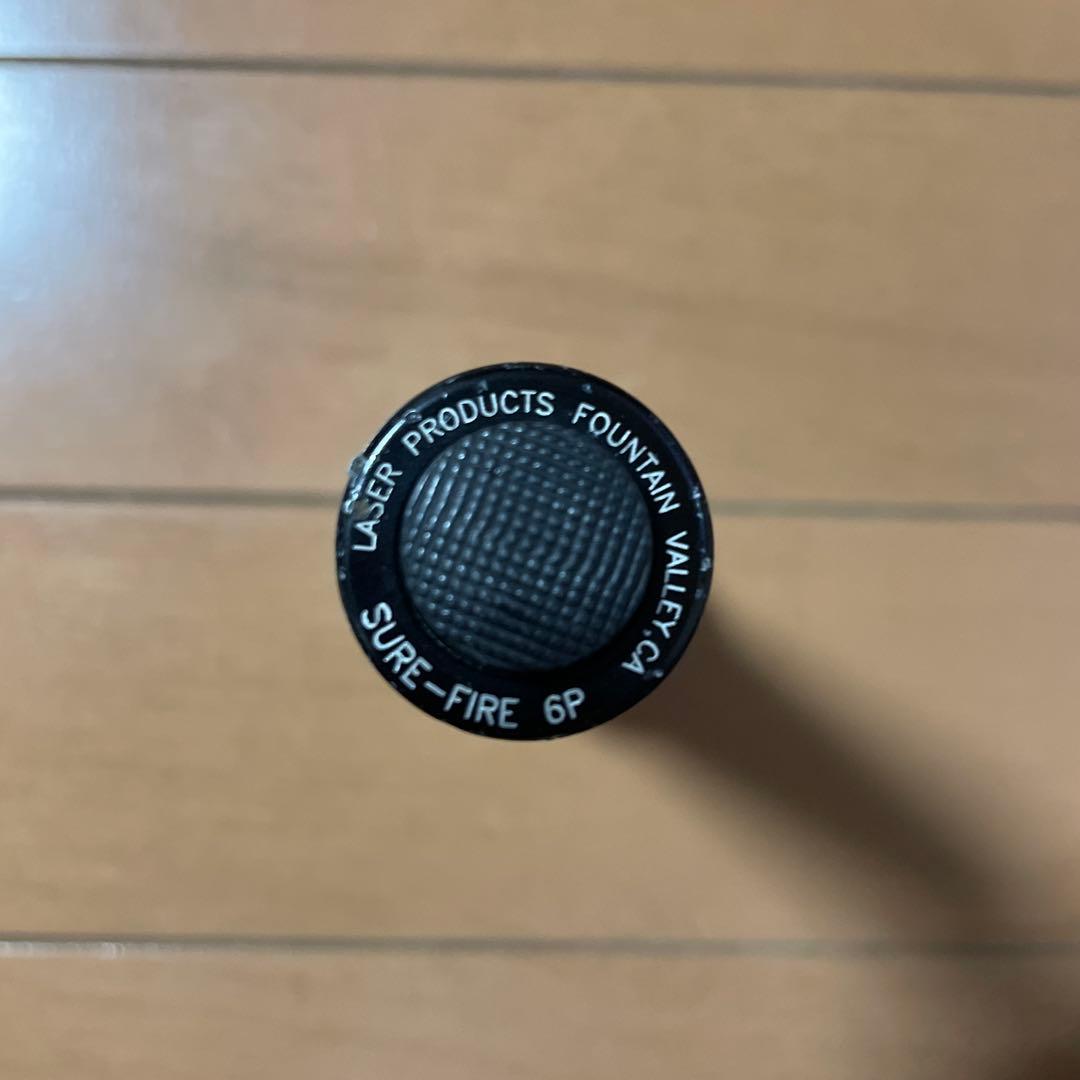 LASER PRODUCTS FOUNTAIN VALLEY, CA
SURE-FIRE 6P